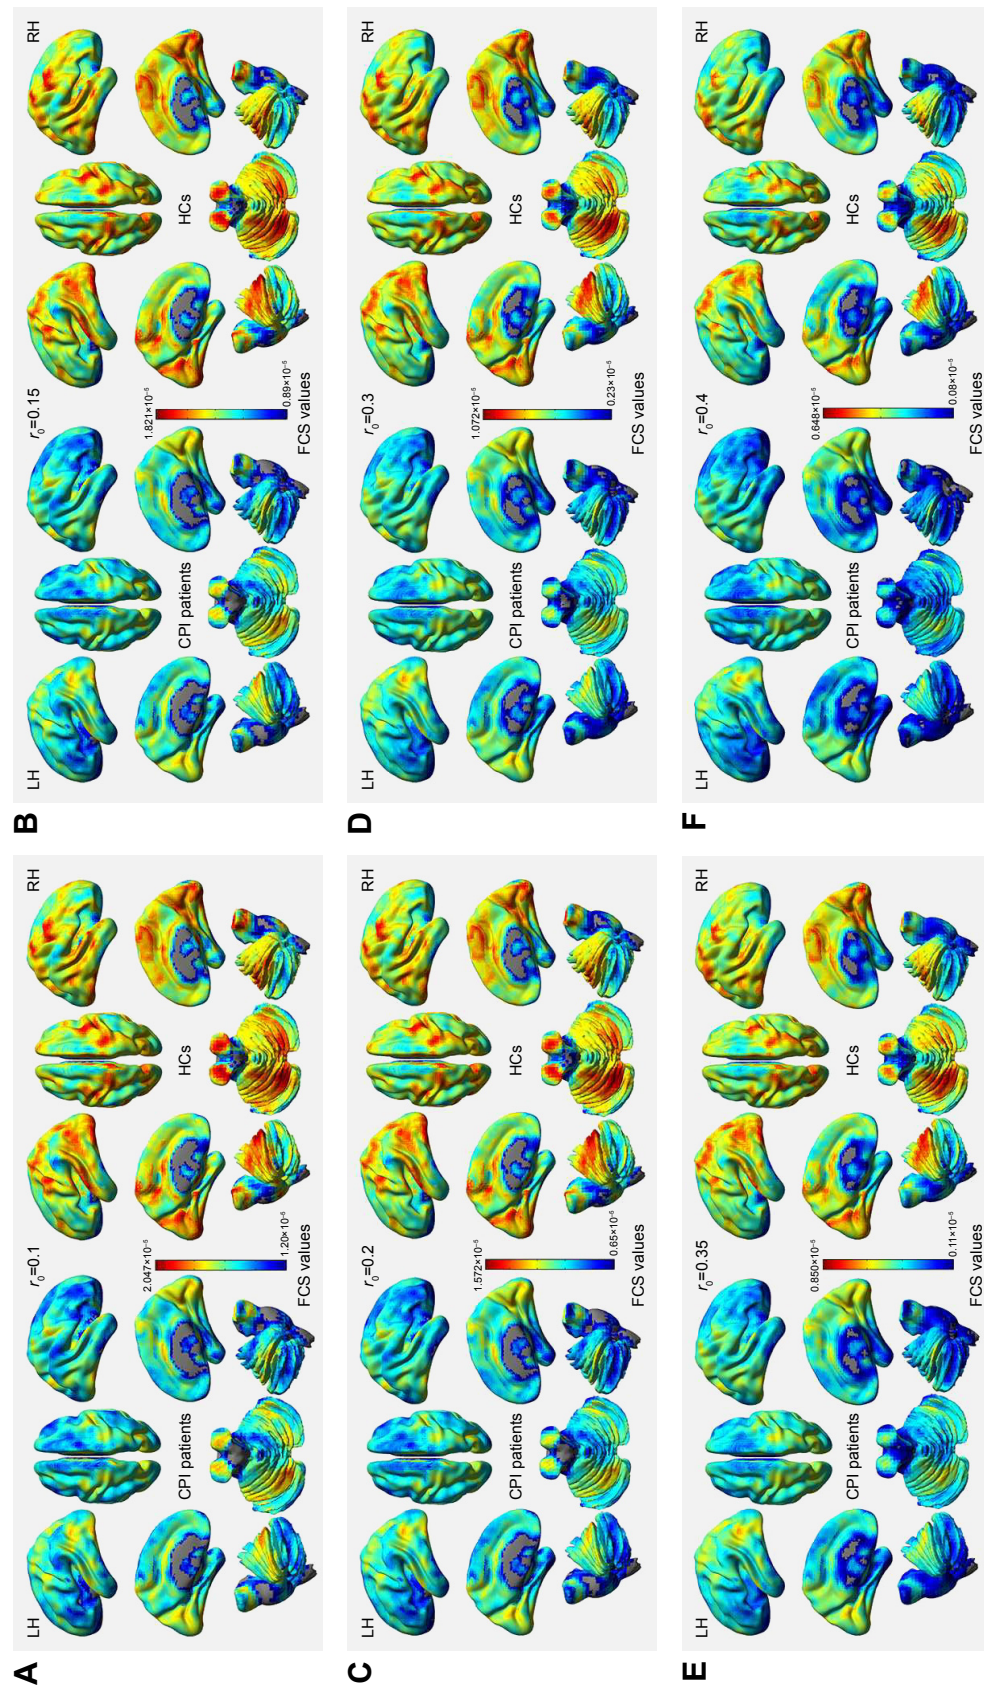 A
LH
r₀=0.1
RH
2.047×10⁻⁵
CPI patients
HCs
1.20×10⁻⁵
FCS values
B
LH
r₀=0.15
RH
1.821×10⁻⁵
CPI patients
HCs
0.89×10⁻⁵
FCS values
C
LH
r₀=0.2
RH
1.572×10⁻⁵
CPI patients
HCs
0.65×10⁻⁵
FCS values
D
LH
r₀=0.3
RH
1.072×10⁻⁵
CPI patients
HCs
0.23×10⁻⁵
FCS values
E
LH
r₀=0.35
RH
0.850×10⁻⁵
CPI patients
HCs
0.11×10⁻⁵
FCS values
F
LH
r₀=0.4
RH
0.648×10⁻⁵
CPI patients
HCs
0.08×10⁻⁵
FCS values